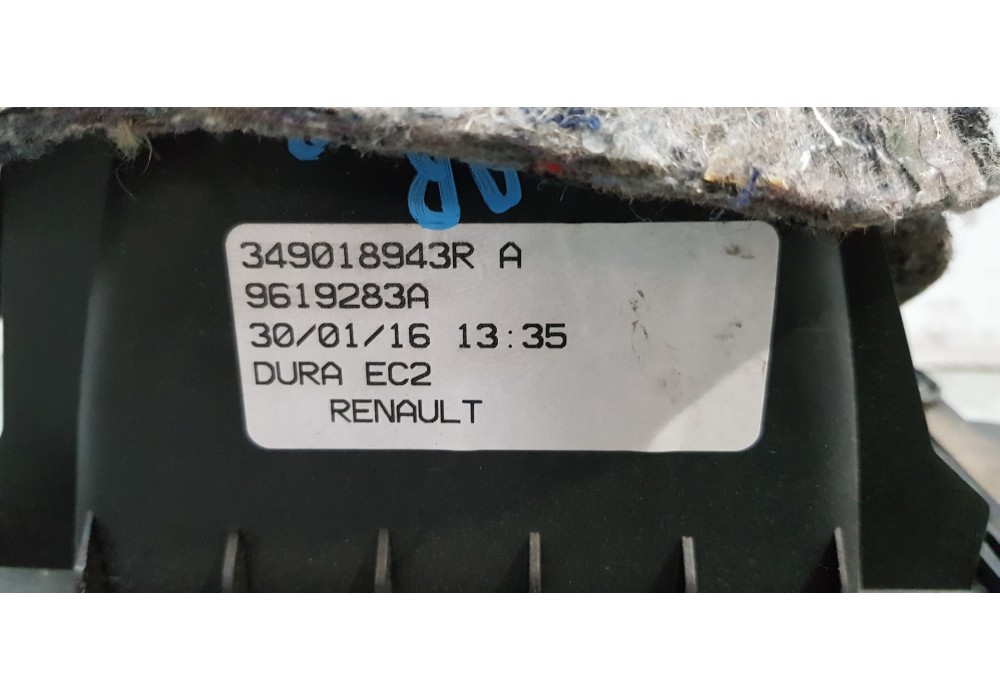 349018943R A
9619283A
30/01/16 13:35
DURA EC2
RENAULT